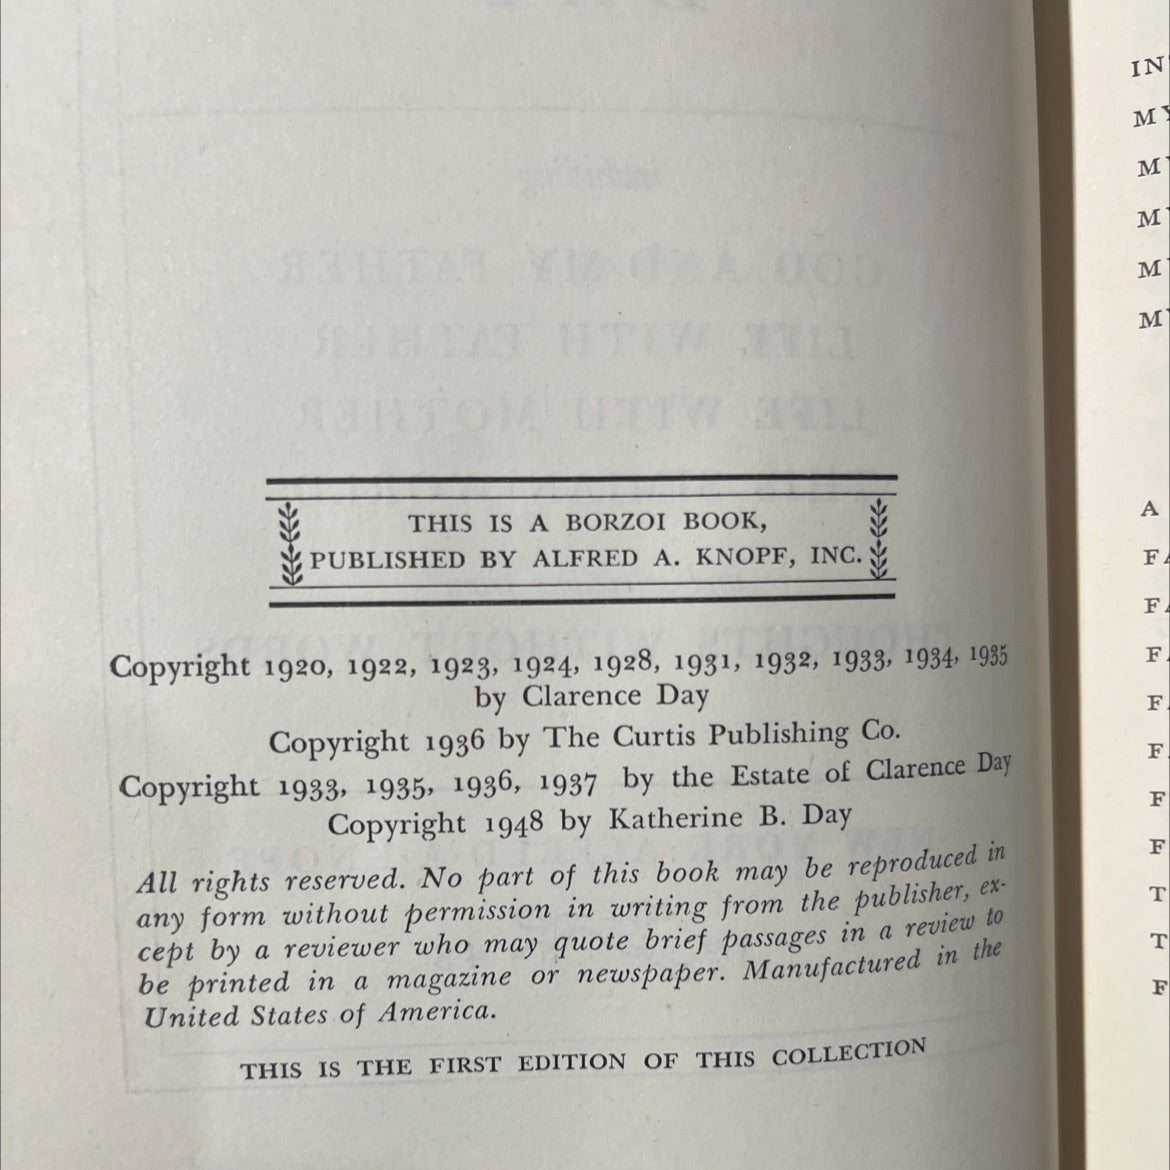 THIS IS A BORZOI BOOK,
PUBLISHED BY ALFRED A. KNOPF, INC.
Copyright 1920, 1922, 1923, 1924, 1928, 1931, 1932, 1933, 1934, 1935
by Clarence Day
Copyright 1936 by The Curtis Publishing Co.
Copyright 1933, 1935, 1936, 1937 by the Estate of Clarence Day
Copyright 1948 by Katherine B. Day
All rights reserved. No part of this book may be reproduced in
any form without permission in writing from the publisher, ex-
cept by a reviewer who may quote brief passages in a review to
be printed in a magazine or newspaper. Manufactured in the
United States of America.
THIS IS THE FIRST EDITION OF THIS COLLECTION
A